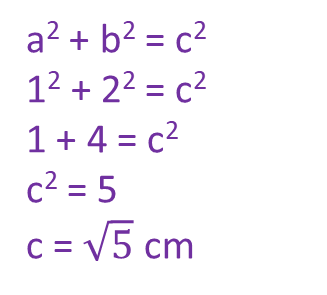 a² + b² = c²
1² + 2² = c²
1 + 4 = c²
c² = 5
c = √5 cm